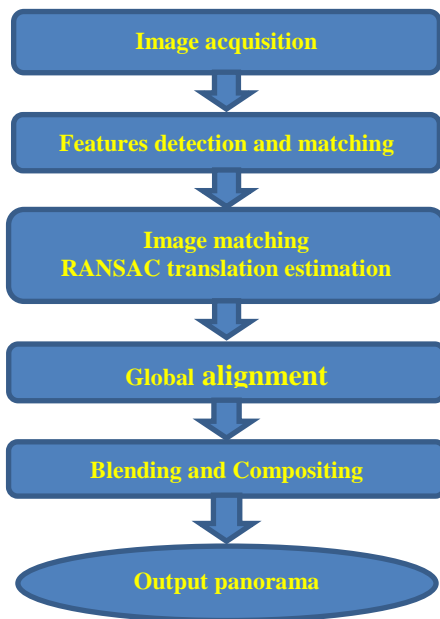 Image acquisition
Features detection and matching
Image matching
RANSAC translation estimation
Global alignment
Blending and Compositing
Output panorama